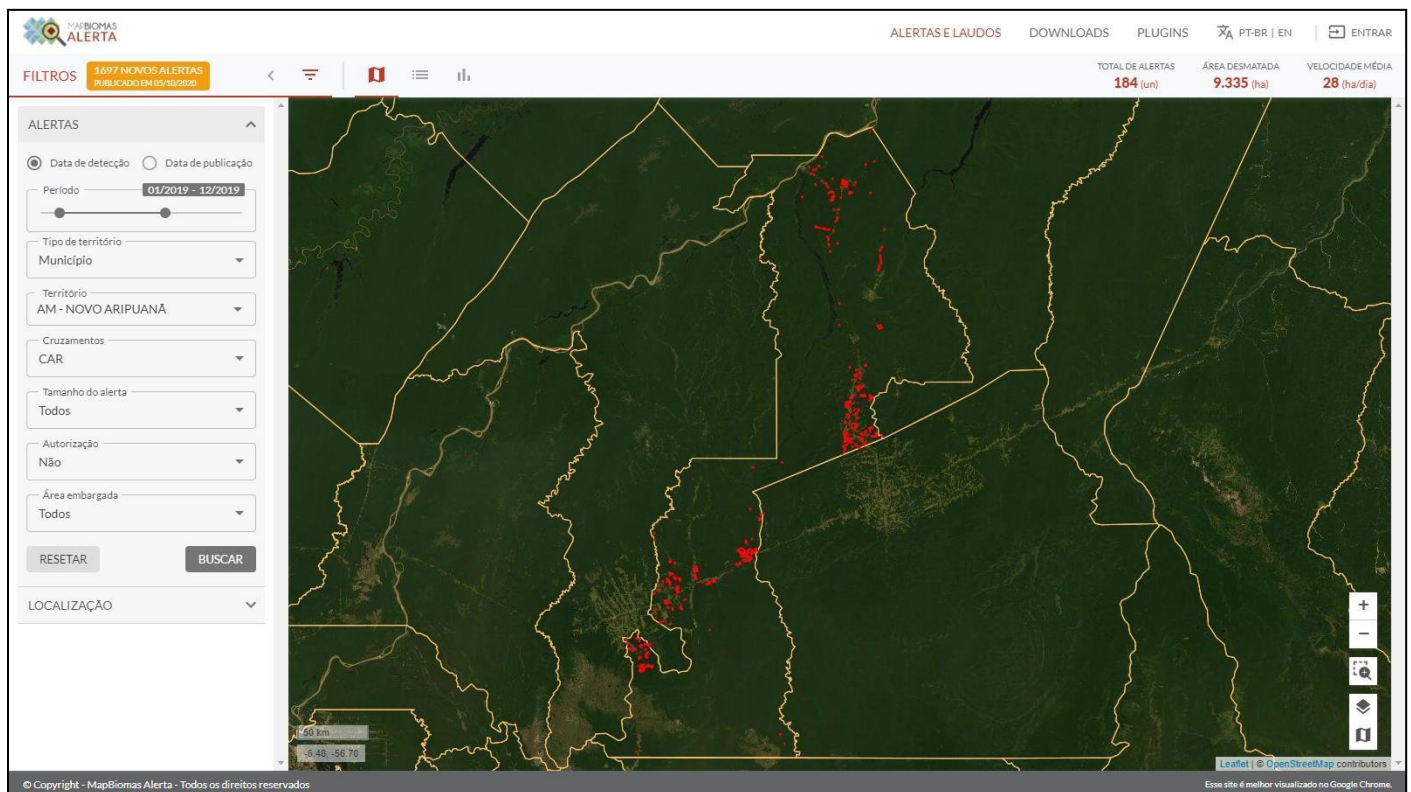 MAPBIOMAS
ALERTA
ALERTAS E LAUDOS
DOWNLOADS
PLUGINS
PT-BR | EN
ENTRAR
FILTROS
1697 NOVOS ALERTAS
PUBLICADO EM 05/10/2020
TOTAL DE ALERTAS
184 (un)
ÁREA DESMATADA
9.335 (ha)
VELOCIDADE MÉDIA
28 (ha/dia)
ALERTAS
Data de detecção
Data de publicação
Período
01/2019 - 12/2019
Tipo de território
Município
Território
AM - NOVO ARIPUANÃ
Cruzamentos
CAR
Tamanho do alerta
Todos
Autorização
Não
Área embargada
Todos
RESETAR
BUSCAR
LOCALIZAÇÃO
+
−
50 km
-5.48, -56.70
Leaflet | © OpenStreetMap contributors
© Copyright - MapBiomas Alerta - Todos os direitos reservados
Esse site é melhor visualizado no Google Chrome.